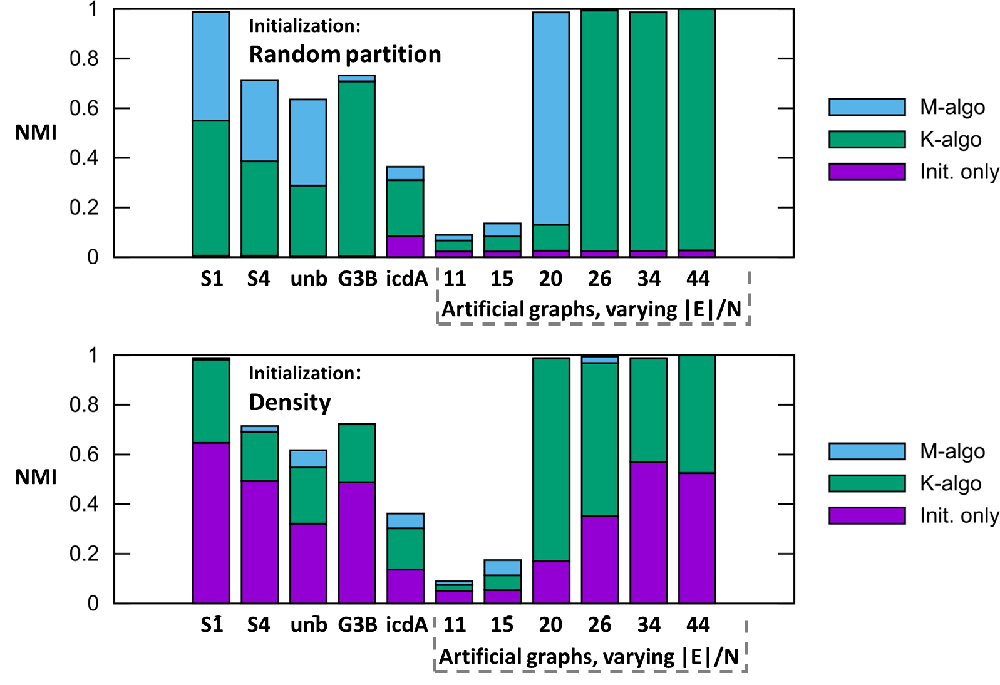 1
0.8
0.6
0.4
0.2
0
NMI
Initialization:
Random partition
M-algo
K-algo
Init. only
S1 S4 unb G3B icdA 11 15 20 26 34 44
Artificial graphs, varying |E|/N
1
0.8
0.6
0.4
0.2
0
NMI
Initialization:
Density
M-algo
K-algo
Init. only
S1 S4 unb G3B icdA 11 15 20 26 34 44
Artificial graphs, varying |E|/N